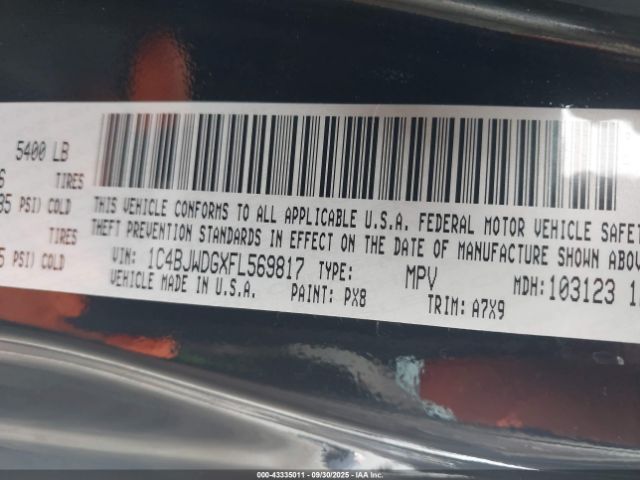 5400 LB
TIRES
PSI) COLD
TIRES
PSI) COLD
THIS VEHICLE CONFORMS TO ALL APPLICABLE U.S.A. FEDERAL MOTOR VEHICLE SAFET
THEFT PREVENTION STANDARDS IN EFFECT ON THE DATE OF MANUFACTURE SHOWN ABOV
VIN: 1C4BJWDGXFL569817 TYPE: MPV MDH: 103123 1
VEHICLE MADE IN U.S.A. PAINT: PX8 TRIM: A7X9
000-43335011 - 09/30/2025 - IAAI